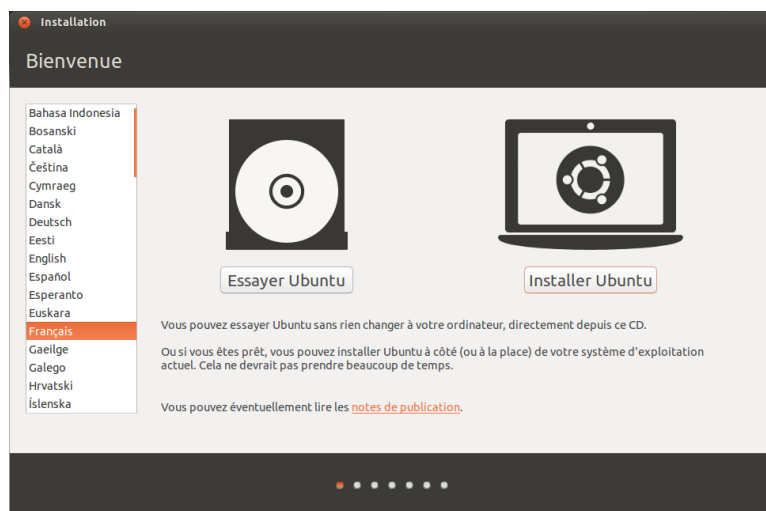 Installation
Bienvenue
Bahasa Indonesia
Bosanski
Català
Čeština
Cymraeg
Dansk
Deutsch
Eesti
English
Español
Esperanto
Euskara
Français
Gaeilge
Galego
Hrvatski
Íslenska
Essayer Ubuntu
Installer Ubuntu
Vous pouvez essayer Ubuntu sans rien changer à votre ordinateur, directement depuis ce CD.
Ou si vous êtes prêt, vous pouvez installer Ubuntu à côté (ou à la place) de votre système d'exploitation
actuel. Cela ne devrait pas prendre beaucoup de temps.
Vous pouvez éventuellement lire les notes de publication.